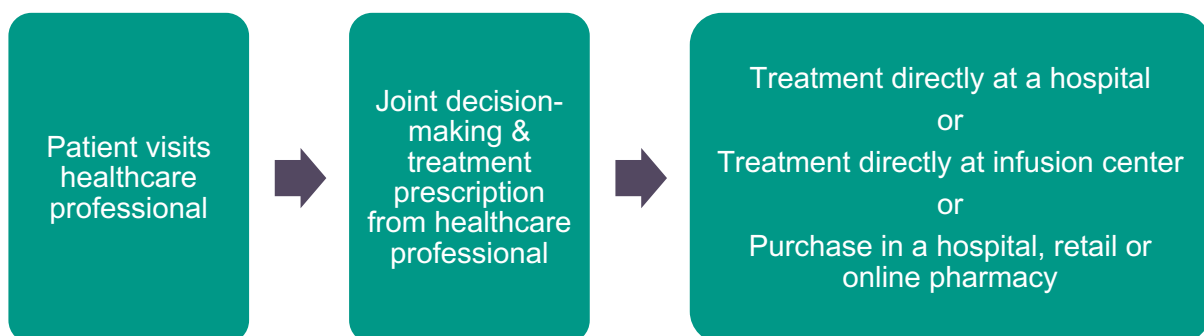 Patient visits
healthcare
professional
Joint decision-
making &
treatment
prescription
from healthcare
professional
Treatment directly at a hospital
or
Treatment directly at infusion center
or
Purchase in a hospital, retail or
online pharmacy